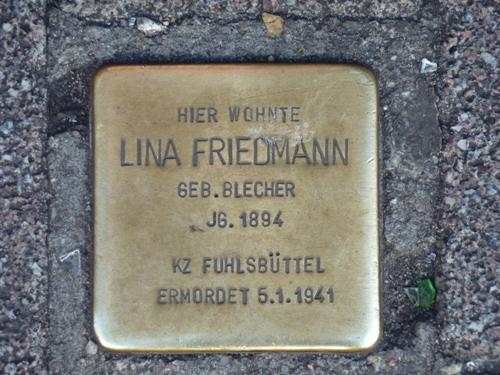 HIER WOHNTE
LINA FRIEDMANN
GEB. BLECHER
JG. 1894
KZ FUHLSBÜTTEL
ERMORDET 5.1.1941